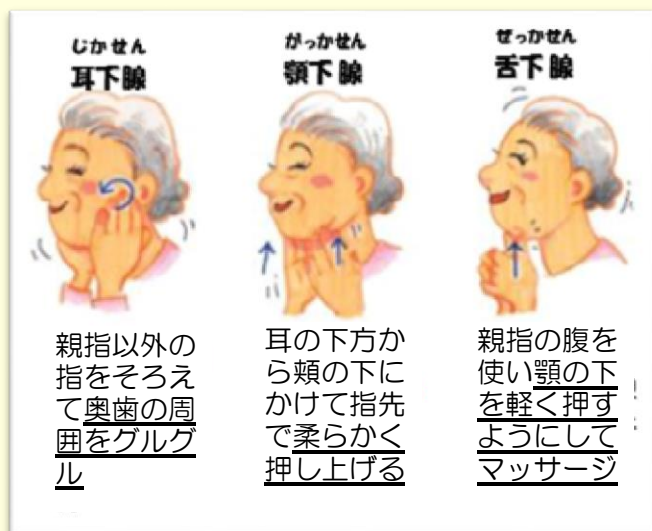 じかせん
耳下腺
親指以外の
指をそろえ
て奥歯の周
囲をグルグ
ル
がっかせん
顎下腺
耳の下方か
ら頬の下に
かけて指先
で柔らかく
押し上げる
ぜっかせん
舌下腺
親指の腹を
使い顎の下
を軽く押す
ようにして
マッサージ